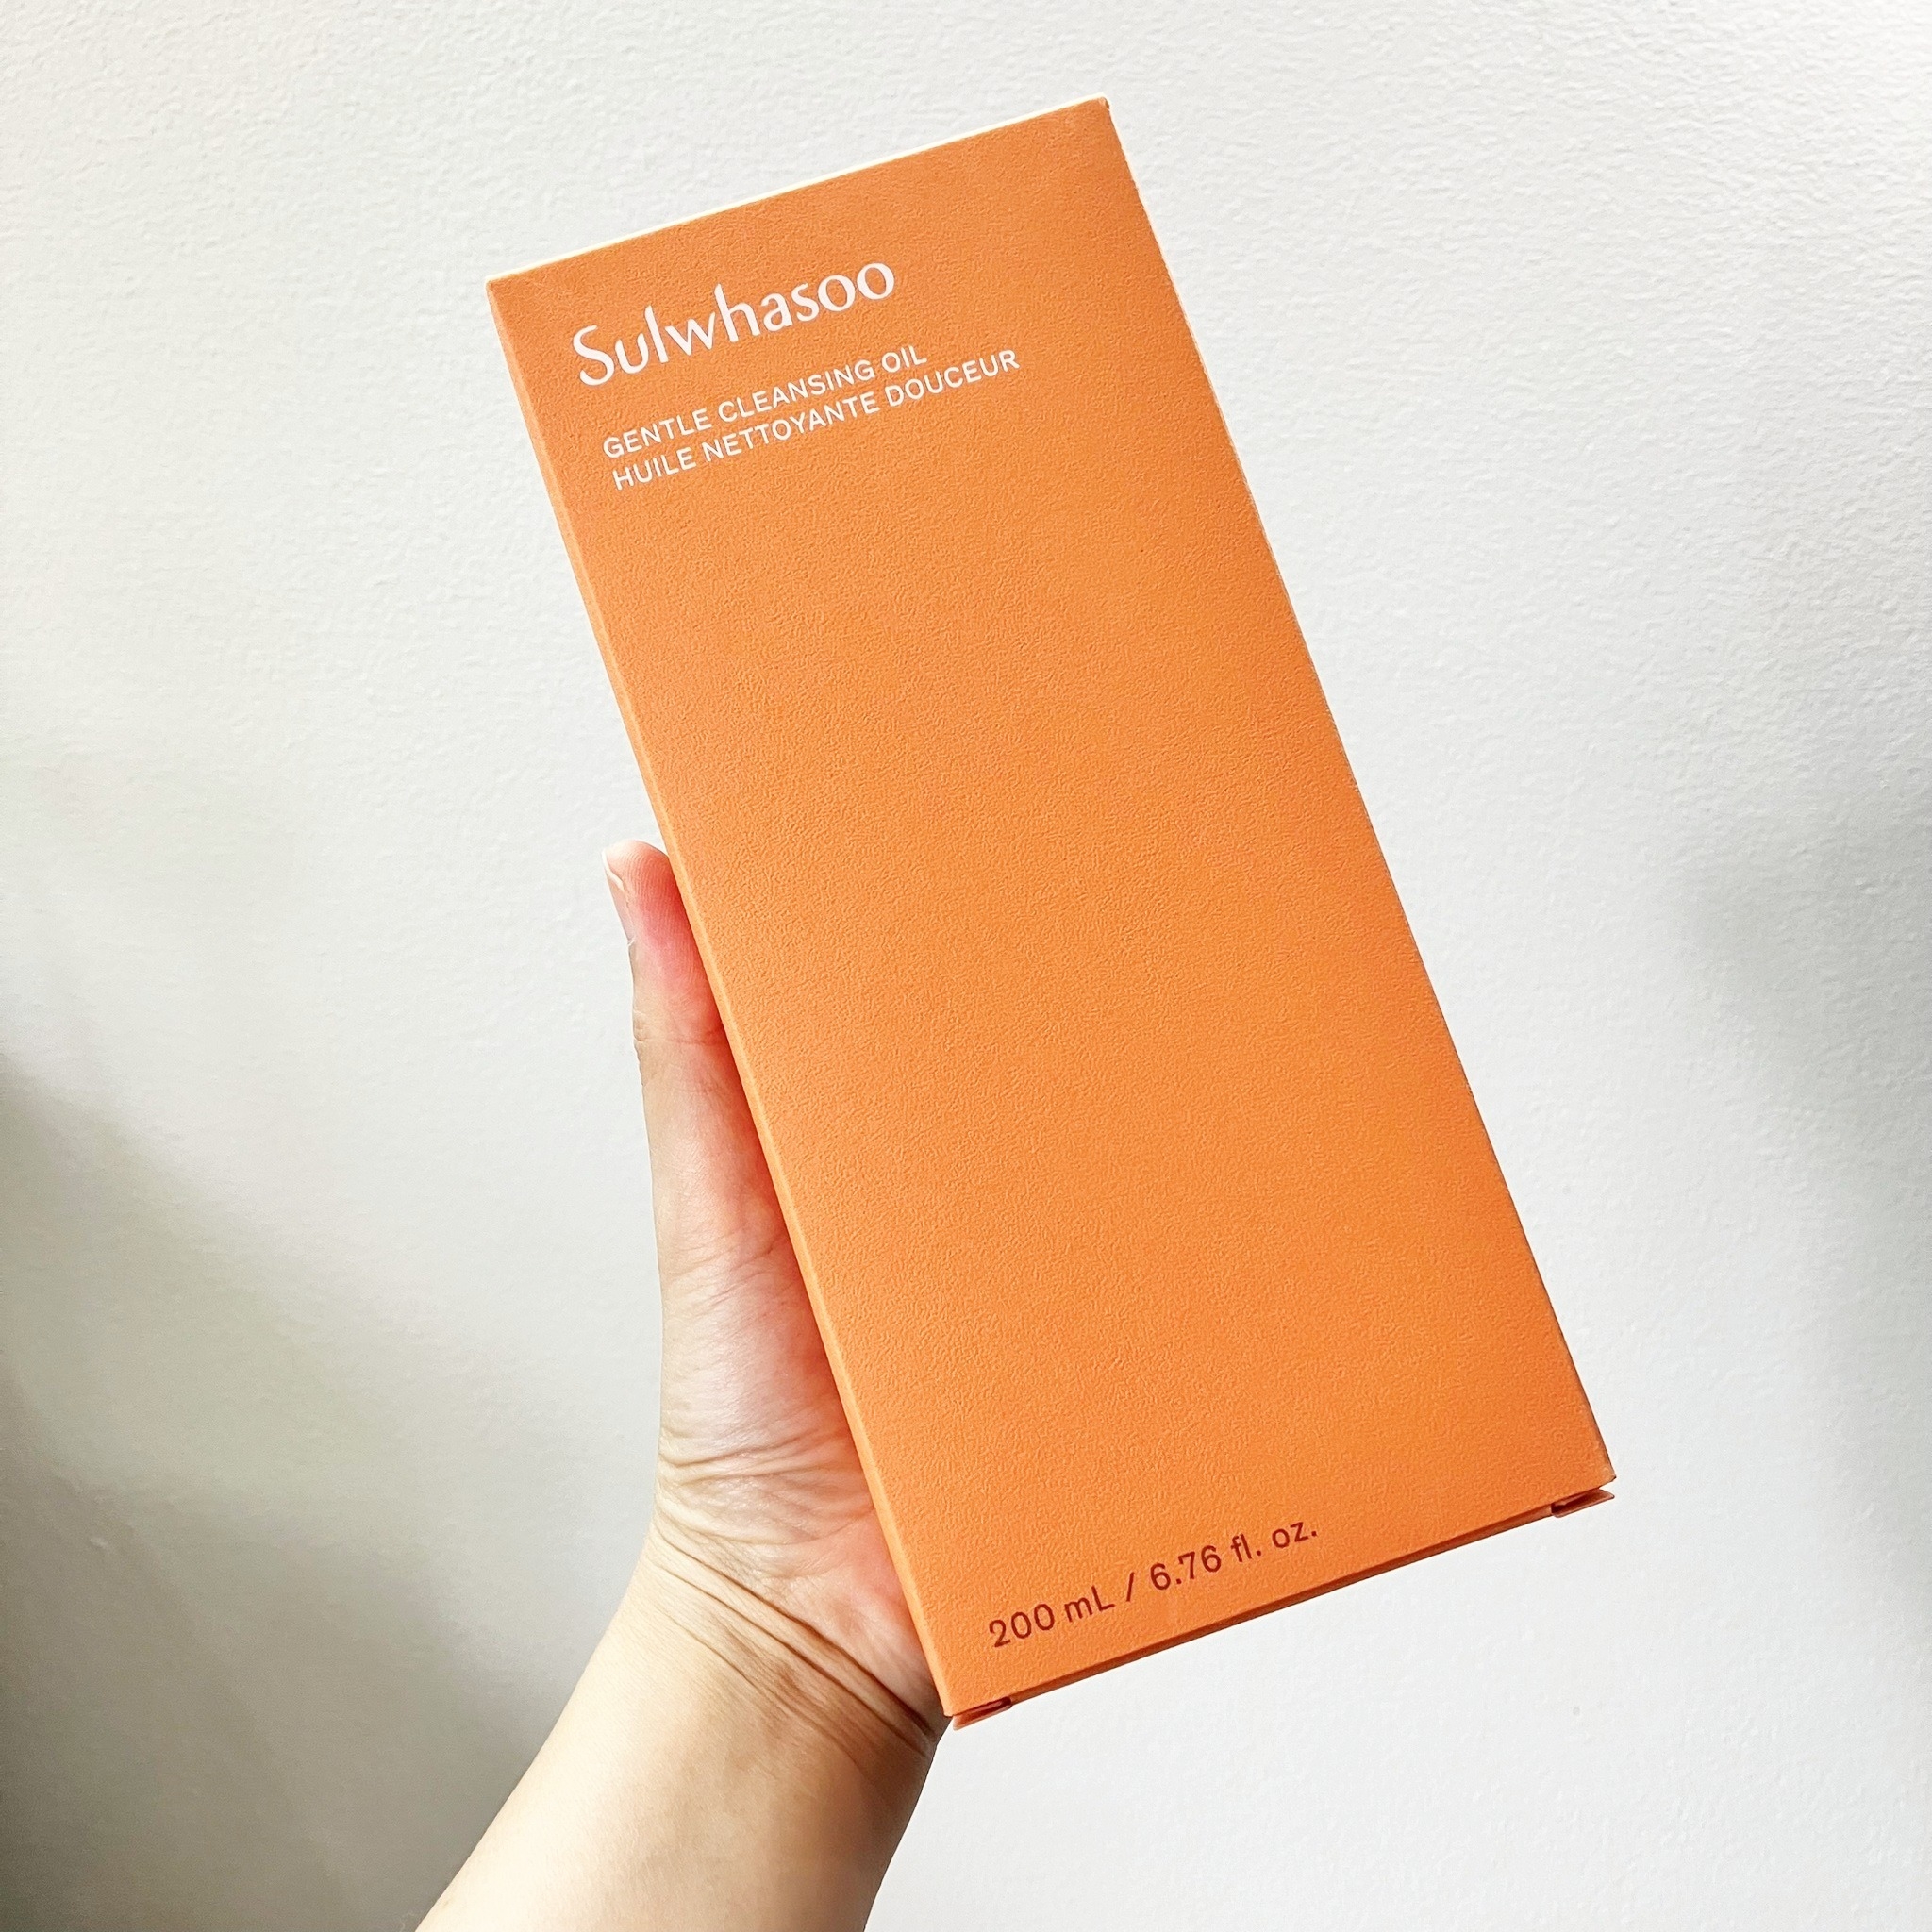 Sulwhasoo
GENTLE CLEANSING OIL
HUILE NETTOYANTE DOUCEUR
200 mL / 6.76 fl. oz.